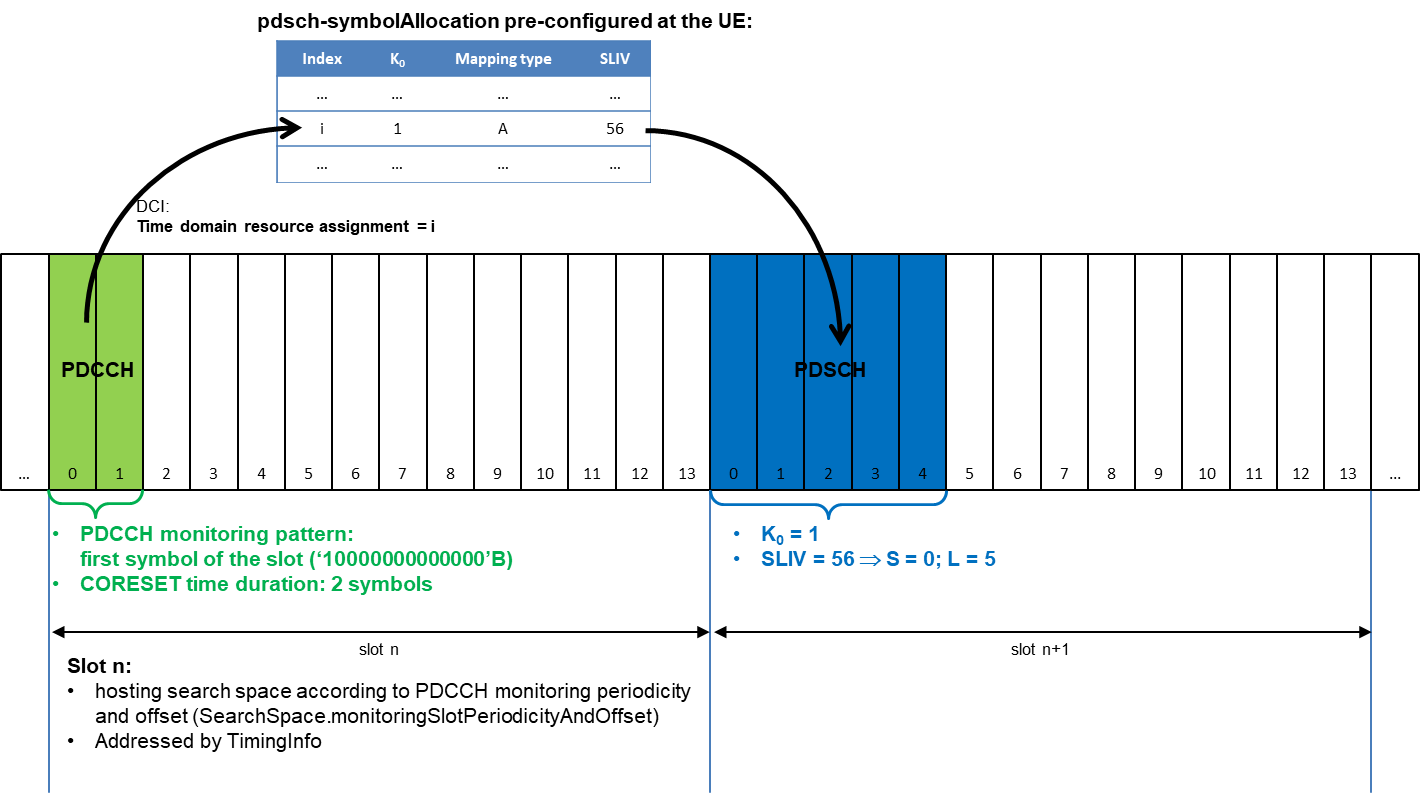 pdsch-symbolAllocation pre-configured at the UE:
Index K₀ Mapping type SLIV
... ... ... ...
i 1 A 56
... ... ... ...
DCI:
Time domain resource assignment = i
PDCCH PDSCH
... 0 1 2 3 4 5 6 7 8 9 10 11 12 13 0 1 2 3 4 5 6 7 8 9 10 11 12 13 ...
• PDCCH monitoring pattern:
first symbol of the slot (‘10000000000000’B)
• CORESET time duration: 2 symbols
• K₀ = 1
• SLIV = 56 ⇒ S = 0; L = 5
slot n slot n+1
Slot n:
• hosting search space according to PDCCH monitoring periodicity
and offset (SearchSpace.monitoringSlotPeriodicityAndOffset)
• Addressed by TimingInfo